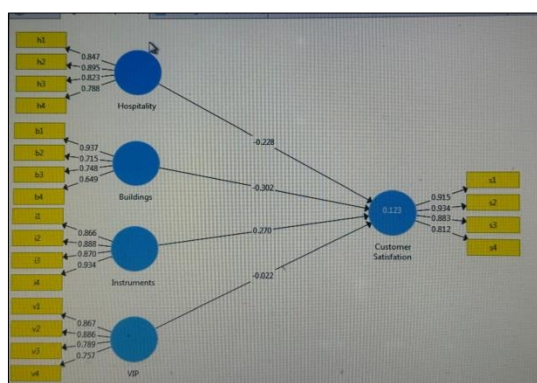 h1
h2
h3
h4
0.847
0.895
0.823
0.788
Hospitality
b1
b2
b3
b4
0.937
0.715
0.748
0.649
Buildings
i1
i2
i3
i4
0.866
0.888
0.870
0.934
Instruments
v1
v2
v3
v4
0.867
0.886
0.789
0.757
VIP
-0.228
-0.302
0.270
-0.022
0.123
Customer
Satisfation
0.915
0.934
0.883
0.812
s1
s2
s3
s4